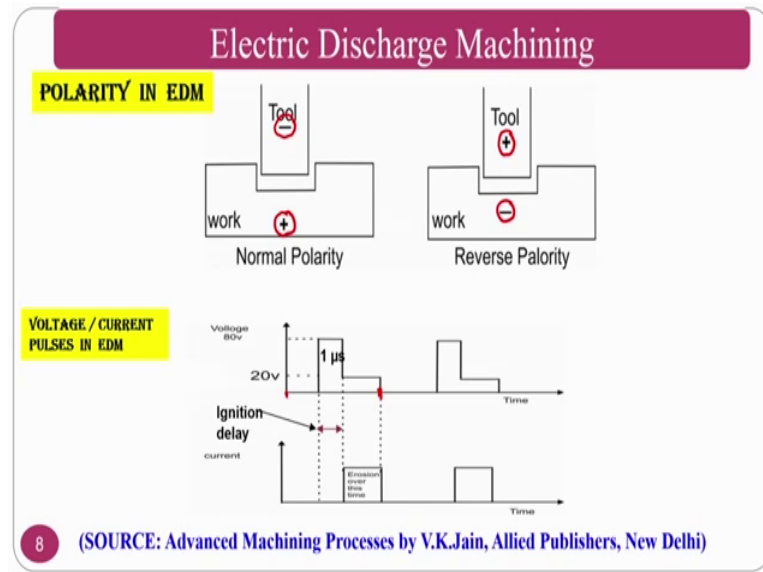 Electric Discharge Machining
POLARITY IN EDM
Tool
−
work
+
Normal Polarity
Tool
+
work
−
Reverse Palority
VOLTAGE / CURRENT
PULSES IN EDM
Volloge
80v
1 μs
20v
Time
Ignition
delay
current
Erosion
over
this
time
Time
8
(SOURCE: Advanced Machining Processes by V.K.Jain, Allied Publishers, New Delhi)